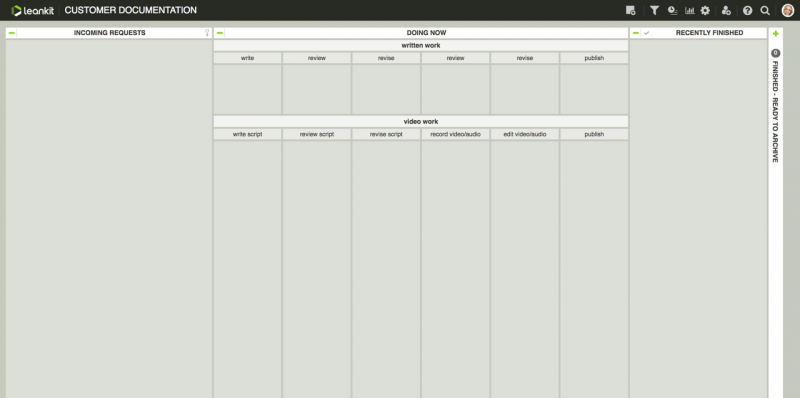 leankit CUSTOMER DOCUMENTATION
INCOMING REQUESTS
DOING NOW
written work
write review revise review revise publish
video work
write script review script revise script record video/audio edit video/audio publish
RECENTLY FINISHED
0 FINISHED - READY TO ARCHIVE